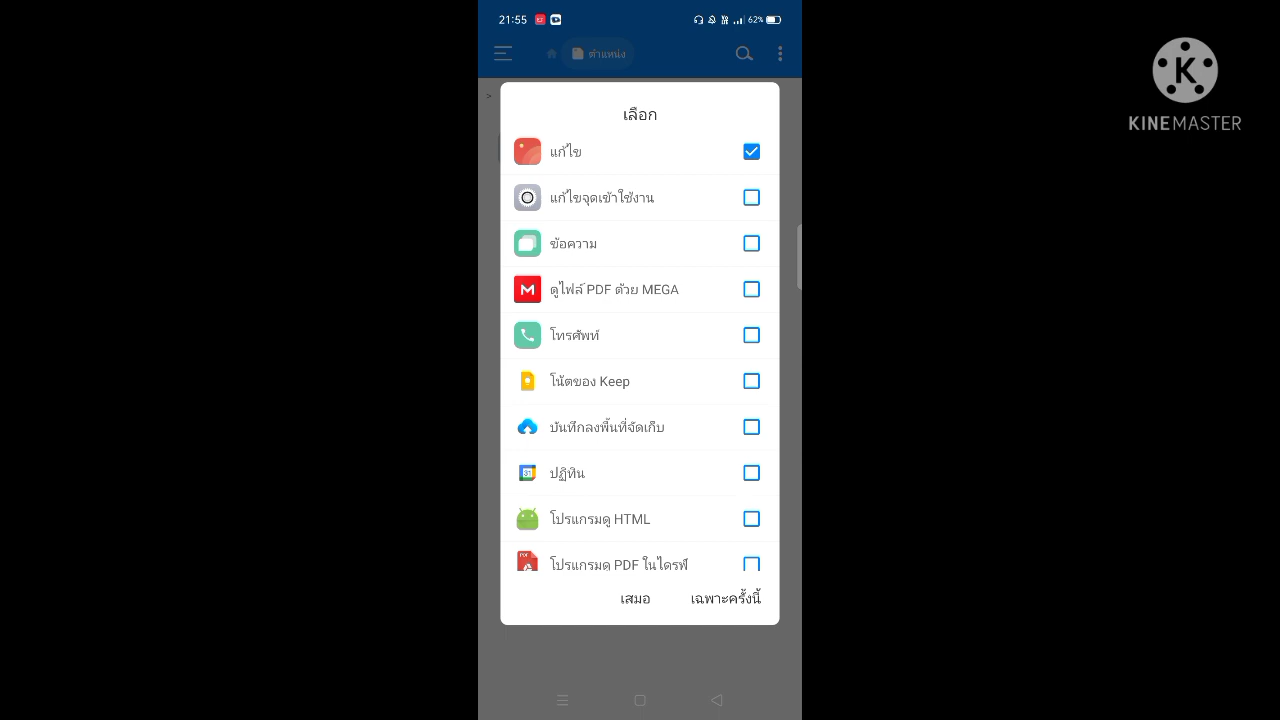 21:55
62%
ตำแหน่ง
>
เลือก
แก้ไข
แก้ไขจุดเข้าใช้งาน
ข้อความ
ดูไฟล์ PDF ด้วย MEGA
โทรศัพท์
โน้ตของ Keep
บันทึกลงพื้นที่จัดเก็บ
ปฏิทิน
โปรแกรมดู HTML
โปรแกรมดู PDF ในไดรฟ์
เสมอ เฉพาะครั้งนี้
K
KINEMASTER